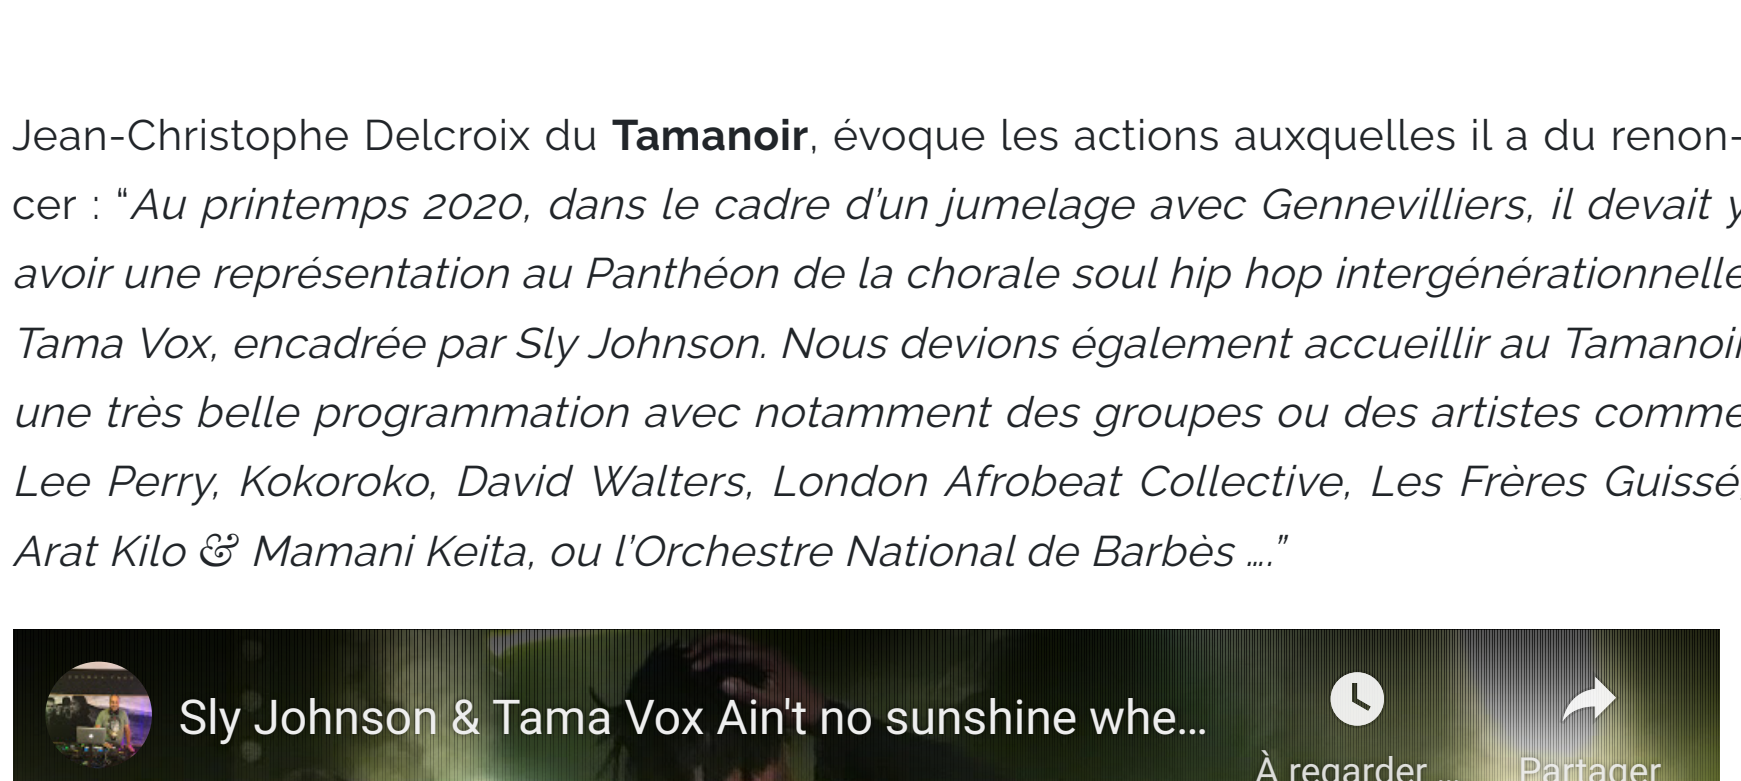 Jean-Christophe Delcroix du Tamanoir, évoque les actions auxquelles il a du renon-
cer : “Au printemps 2020, dans le cadre d’un jumelage avec Gennevilliers, il devait y
avoir une représentation au Panthéon de la chorale soul hip hop intergénérationnelle
Tama Vox, encadrée par Sly Johnson. Nous devions également accueillir au Tamanoir
une très belle programmation avec notamment des groupes ou des artistes comme
Lee Perry, Kokoroko, David Walters, London Afrobeat Collective, Les Frères Guissé,
Arat Kilo & Mamani Keita, ou l’Orchestre National de Barbès ….”
Sly Johnson & Tama Vox Ain't no sunshine whe...
À regarder ...
Partager